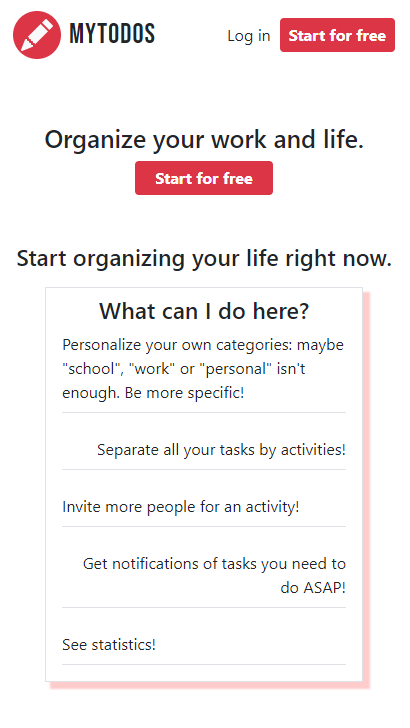 MYTODOS
Log in
Start for free
Organize your work and life.
Start for free
Start organizing your life right now.
What can I do here?
Personalize your own categories: maybe
"school", "work" or "personal" isn't
enough. Be more specific!
Separate all your tasks by activities!
Invite more people for an activity!
Get notifications of tasks you need to
do ASAP!
See statistics!